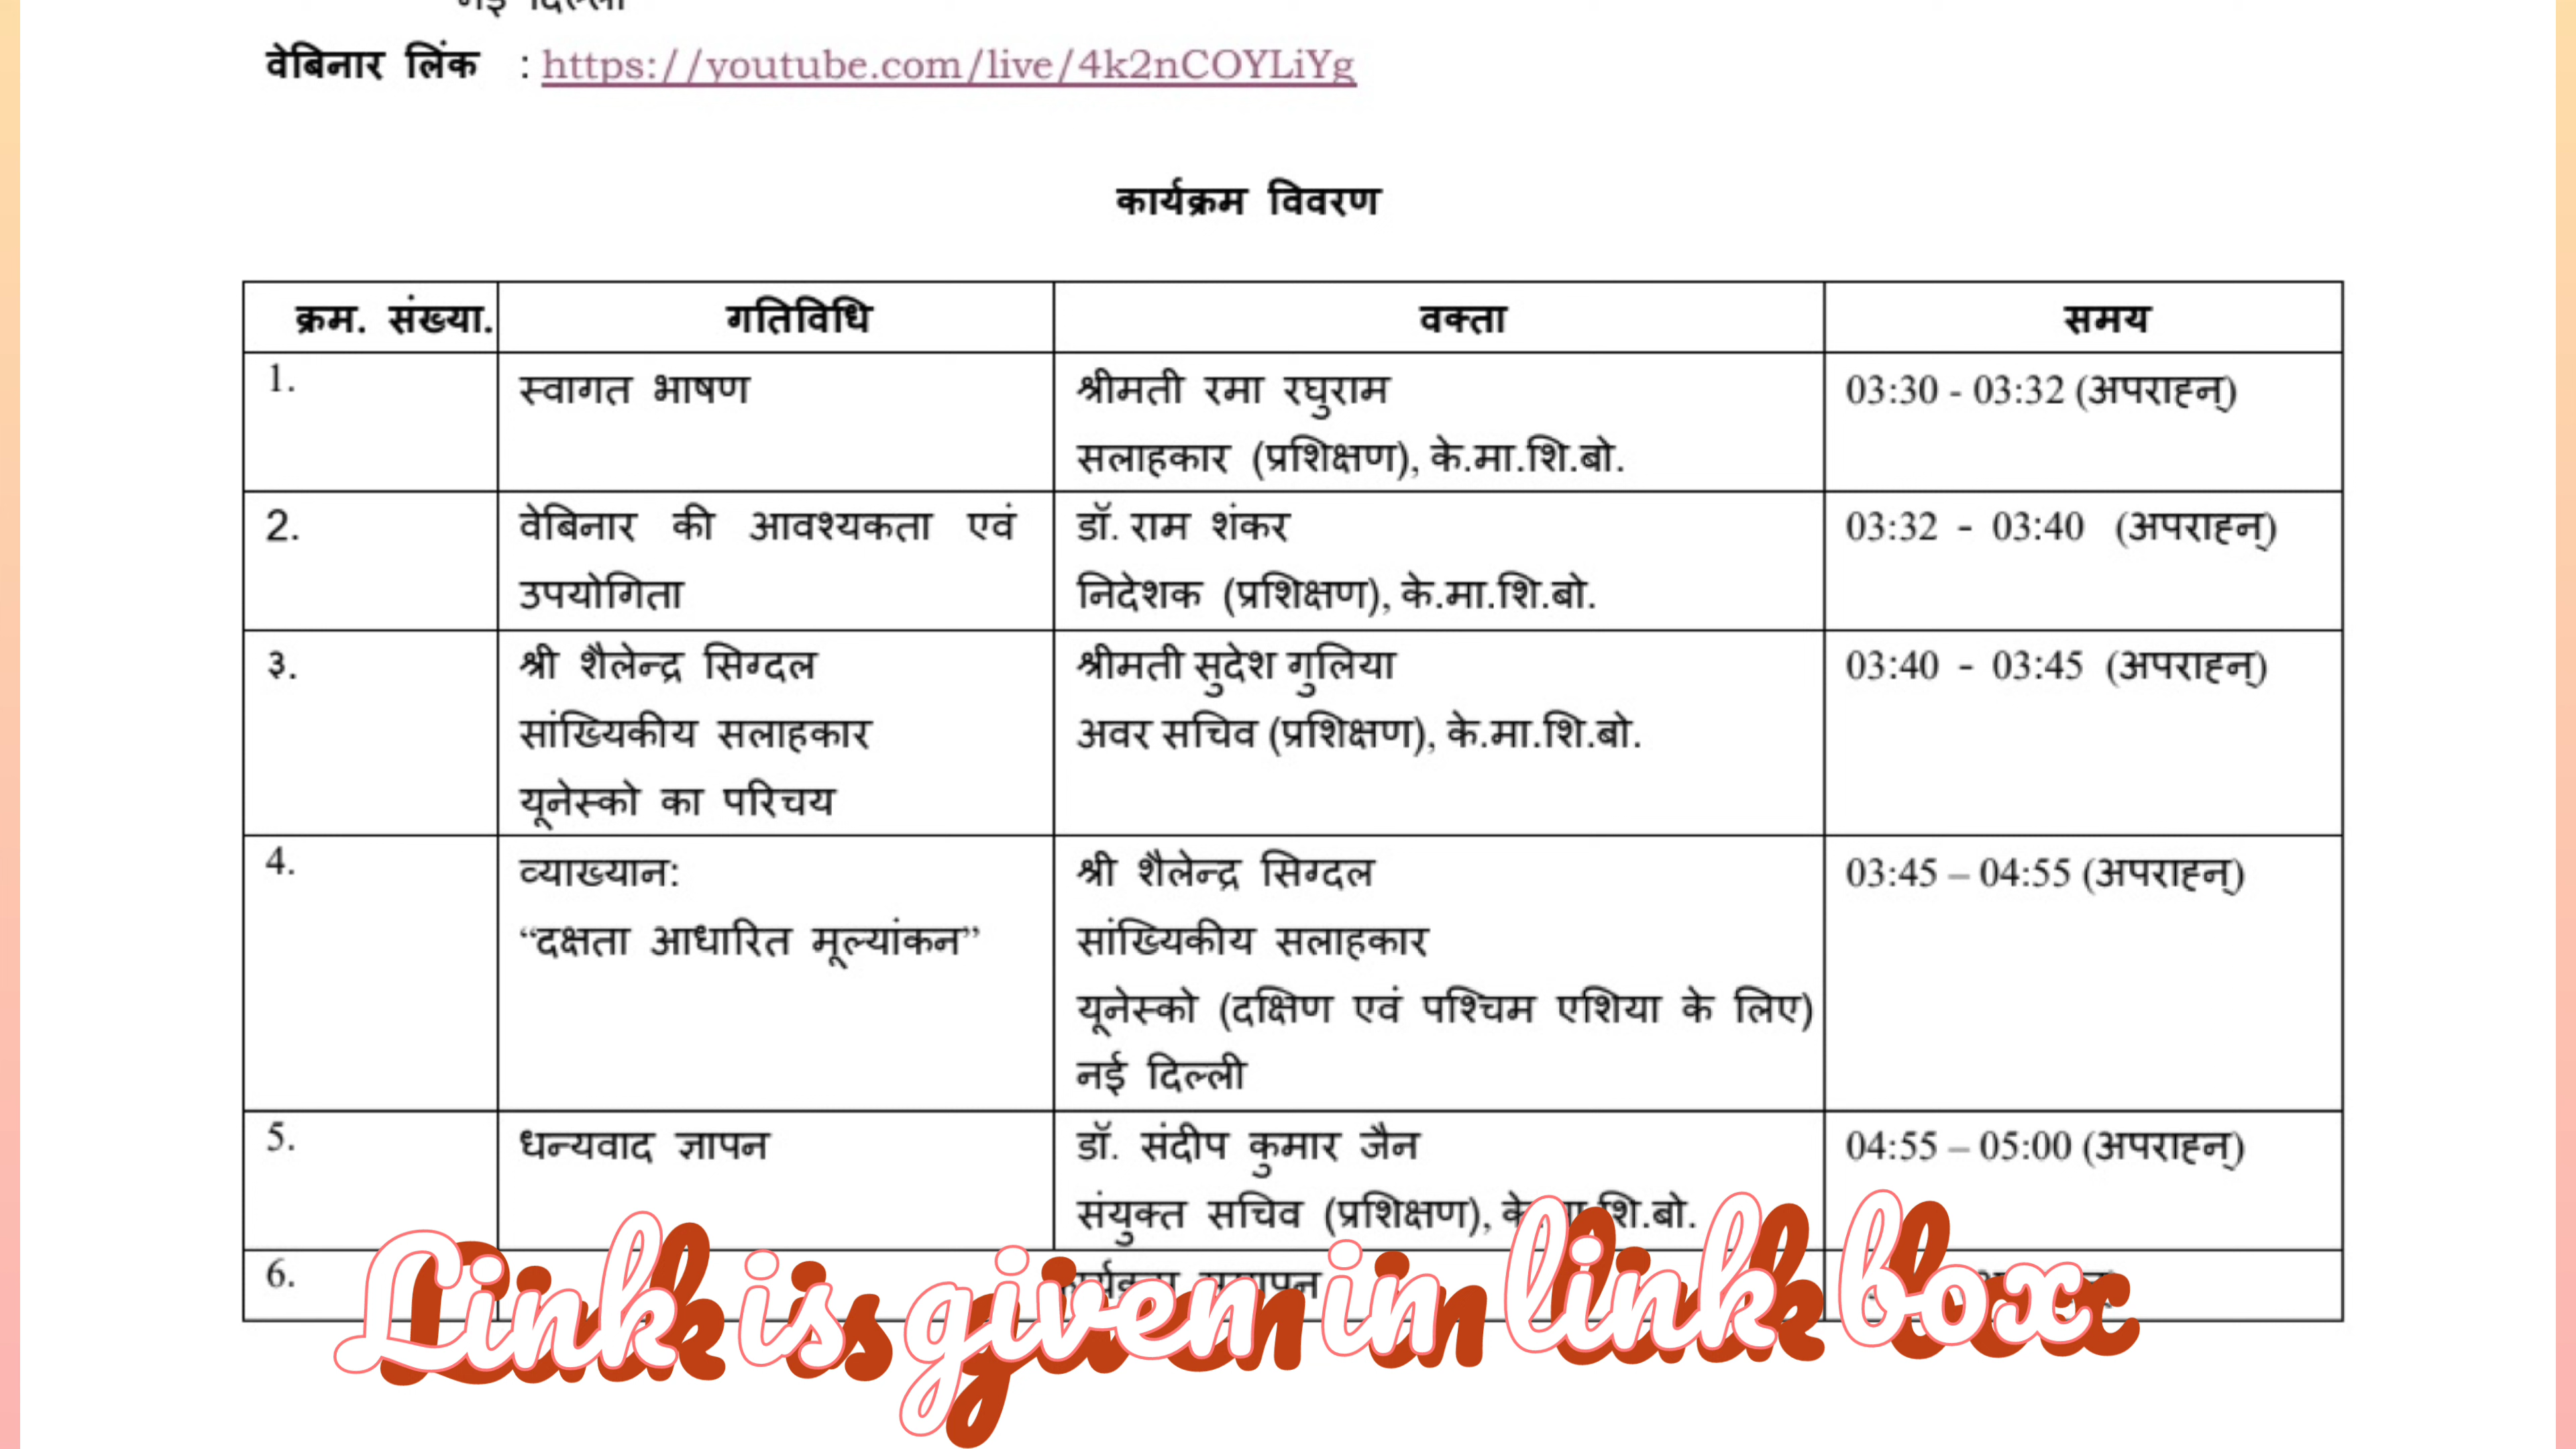 नई दिल्ली
वेबिनार लिंक : https://youtube.com/live/4k2nCOYLiYg
कार्यक्रम विवरण
क्रम. संख्या. गतिविधि वक्ता समय
1. स्वागत भाषण श्रीमती रमा रघुराम 03:30 - 03:32 (अपराह्न्)
सलाहकार (प्रशिक्षण), के.मा.शि.बो.
2. वेबिनार की आवश्यकता एवं डॉ. राम शंकर 03:32 - 03:40 (अपराह्न्)
उपयोगिता निदेशक (प्रशिक्षण), के.मा.शि.बो.
३. श्री शैलेन्द्र सिग्दल श्रीमती सुदेश गुलिया 03:40 - 03:45 (अपराह्न्)
सांख्यिकीय सलाहकार अवर सचिव (प्रशिक्षण), के.मा.शि.बो.
यूनेस्को का परिचय
4. व्याख्यान: श्री शैलेन्द्र सिग्दल 03:45 – 04:55 (अपराह्न्)
“दक्षता आधारित मूल्यांकन” सांख्यिकीय सलाहकार
यूनेस्को (दक्षिण एवं पश्चिम एशिया के लिए)
नई दिल्ली
5. धन्यवाद ज्ञापन डॉ. संदीप कुमार जैन 04:55 – 05:00 (अपराह्न्)
संयुक्त सचिव (प्रशिक्षण),
6.
Link is given in link box